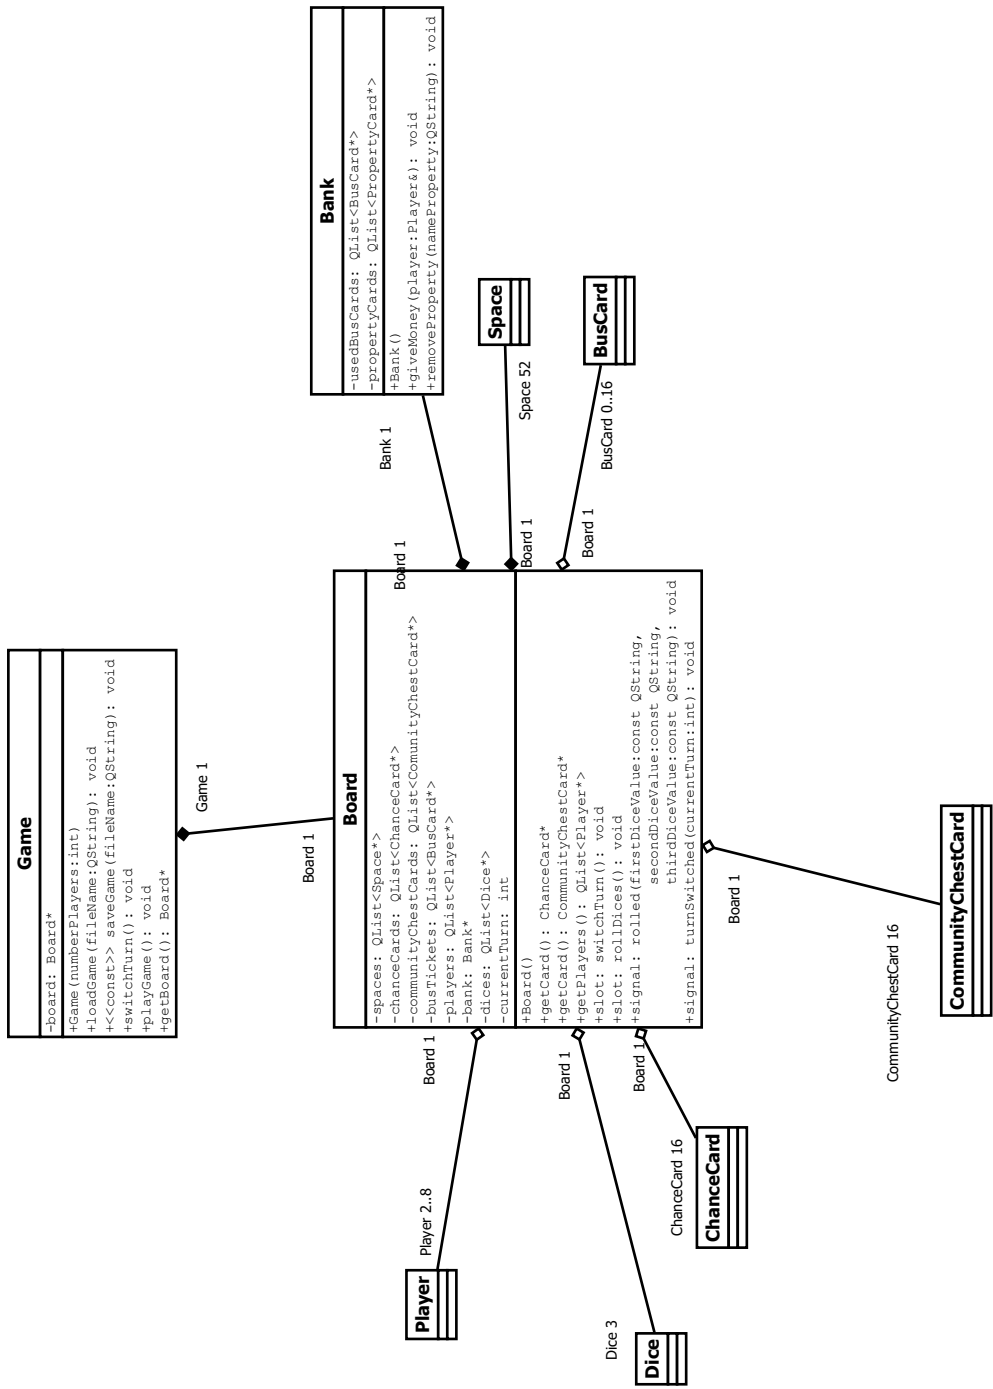 Game
-board: Board*
+Game(numberPlayers:int)
+loadGame(fileName:QString): void
+<<const>> saveGame(fileName:QString): void
+switchTurn(): void
+playGame(): void
+getBoard(): Board*
Game 1
Board 1
Board
-spaces: QList<Space*>
-chanceCards: QList<ChanceCard*>
-communityChestCards: QList<ComunityChestCard*>
-busTickets: QList<BusCard*>
-players: QList<Player*>
-bank: Bank*
-dices: QList<Dice*>
-currentTurn: int
+Board()
+getCard(): ChanceCard*
+getCard(): CommunityChestCard*
+getPlayers(): QList<Player*>
+slot: switchTurn(): void
+slot: rollDices(): void
+signal: rolled(firstDiceValue:const QString,
secondDiceValue:const QString,
thirdDiceValue:const QString): void
+signal: turnSwitched(currentTurn:int): void
Bank
-usedBusCards: QList<BusCard*>
-propertyCards: QList<PropertyCard*>
+Bank()
+giveMoney(player:Player&): void
+removeProperty(nameProperty:QString): void
Bank 1
Board 1
Space
Space 52
Board 1
BusCard
BusCard 0..16
Board 1
Player
Player 2..8
Board 1
Dice
Dice 3
Board 1
ChanceCard
ChanceCard 16
Board 1
CommunityChestCard
CommunityChestCard 16
Board 1